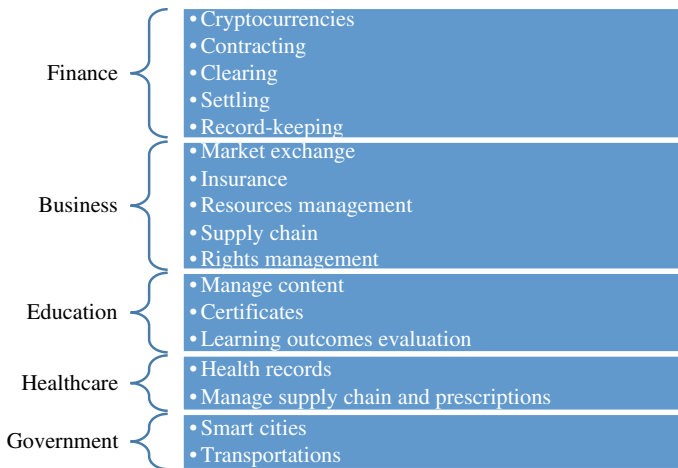 Finance
• Cryptocurrencies
• Contracting
• Clearing
• Settling
• Record-keeping
Business
• Market exchange
• Insurance
• Resources management
• Supply chain
• Rights management
Education
• Manage content
• Certificates
• Learning outcomes evaluation
Healthcare
• Health records
• Manage supply chain and prescriptions
Government
• Smart cities
• Transportations